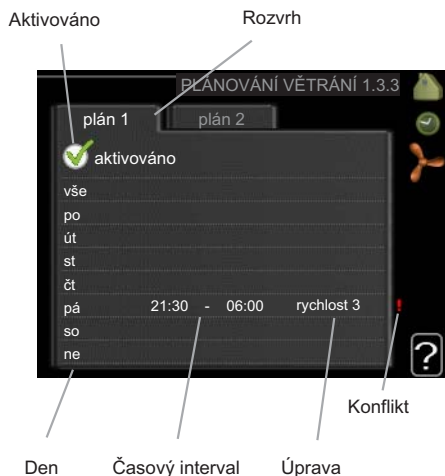 Aktivováno Rozvrh
PLÁNOVÁNÍ VĚTRÁNÍ 1.3.3
plán 1 plán 2
aktivováno
vše
po
út
st
čt
pá 21:30 - 06:00 rychlost 3 !
so
ne
?
Konflikt
Den Časový interval Úprava